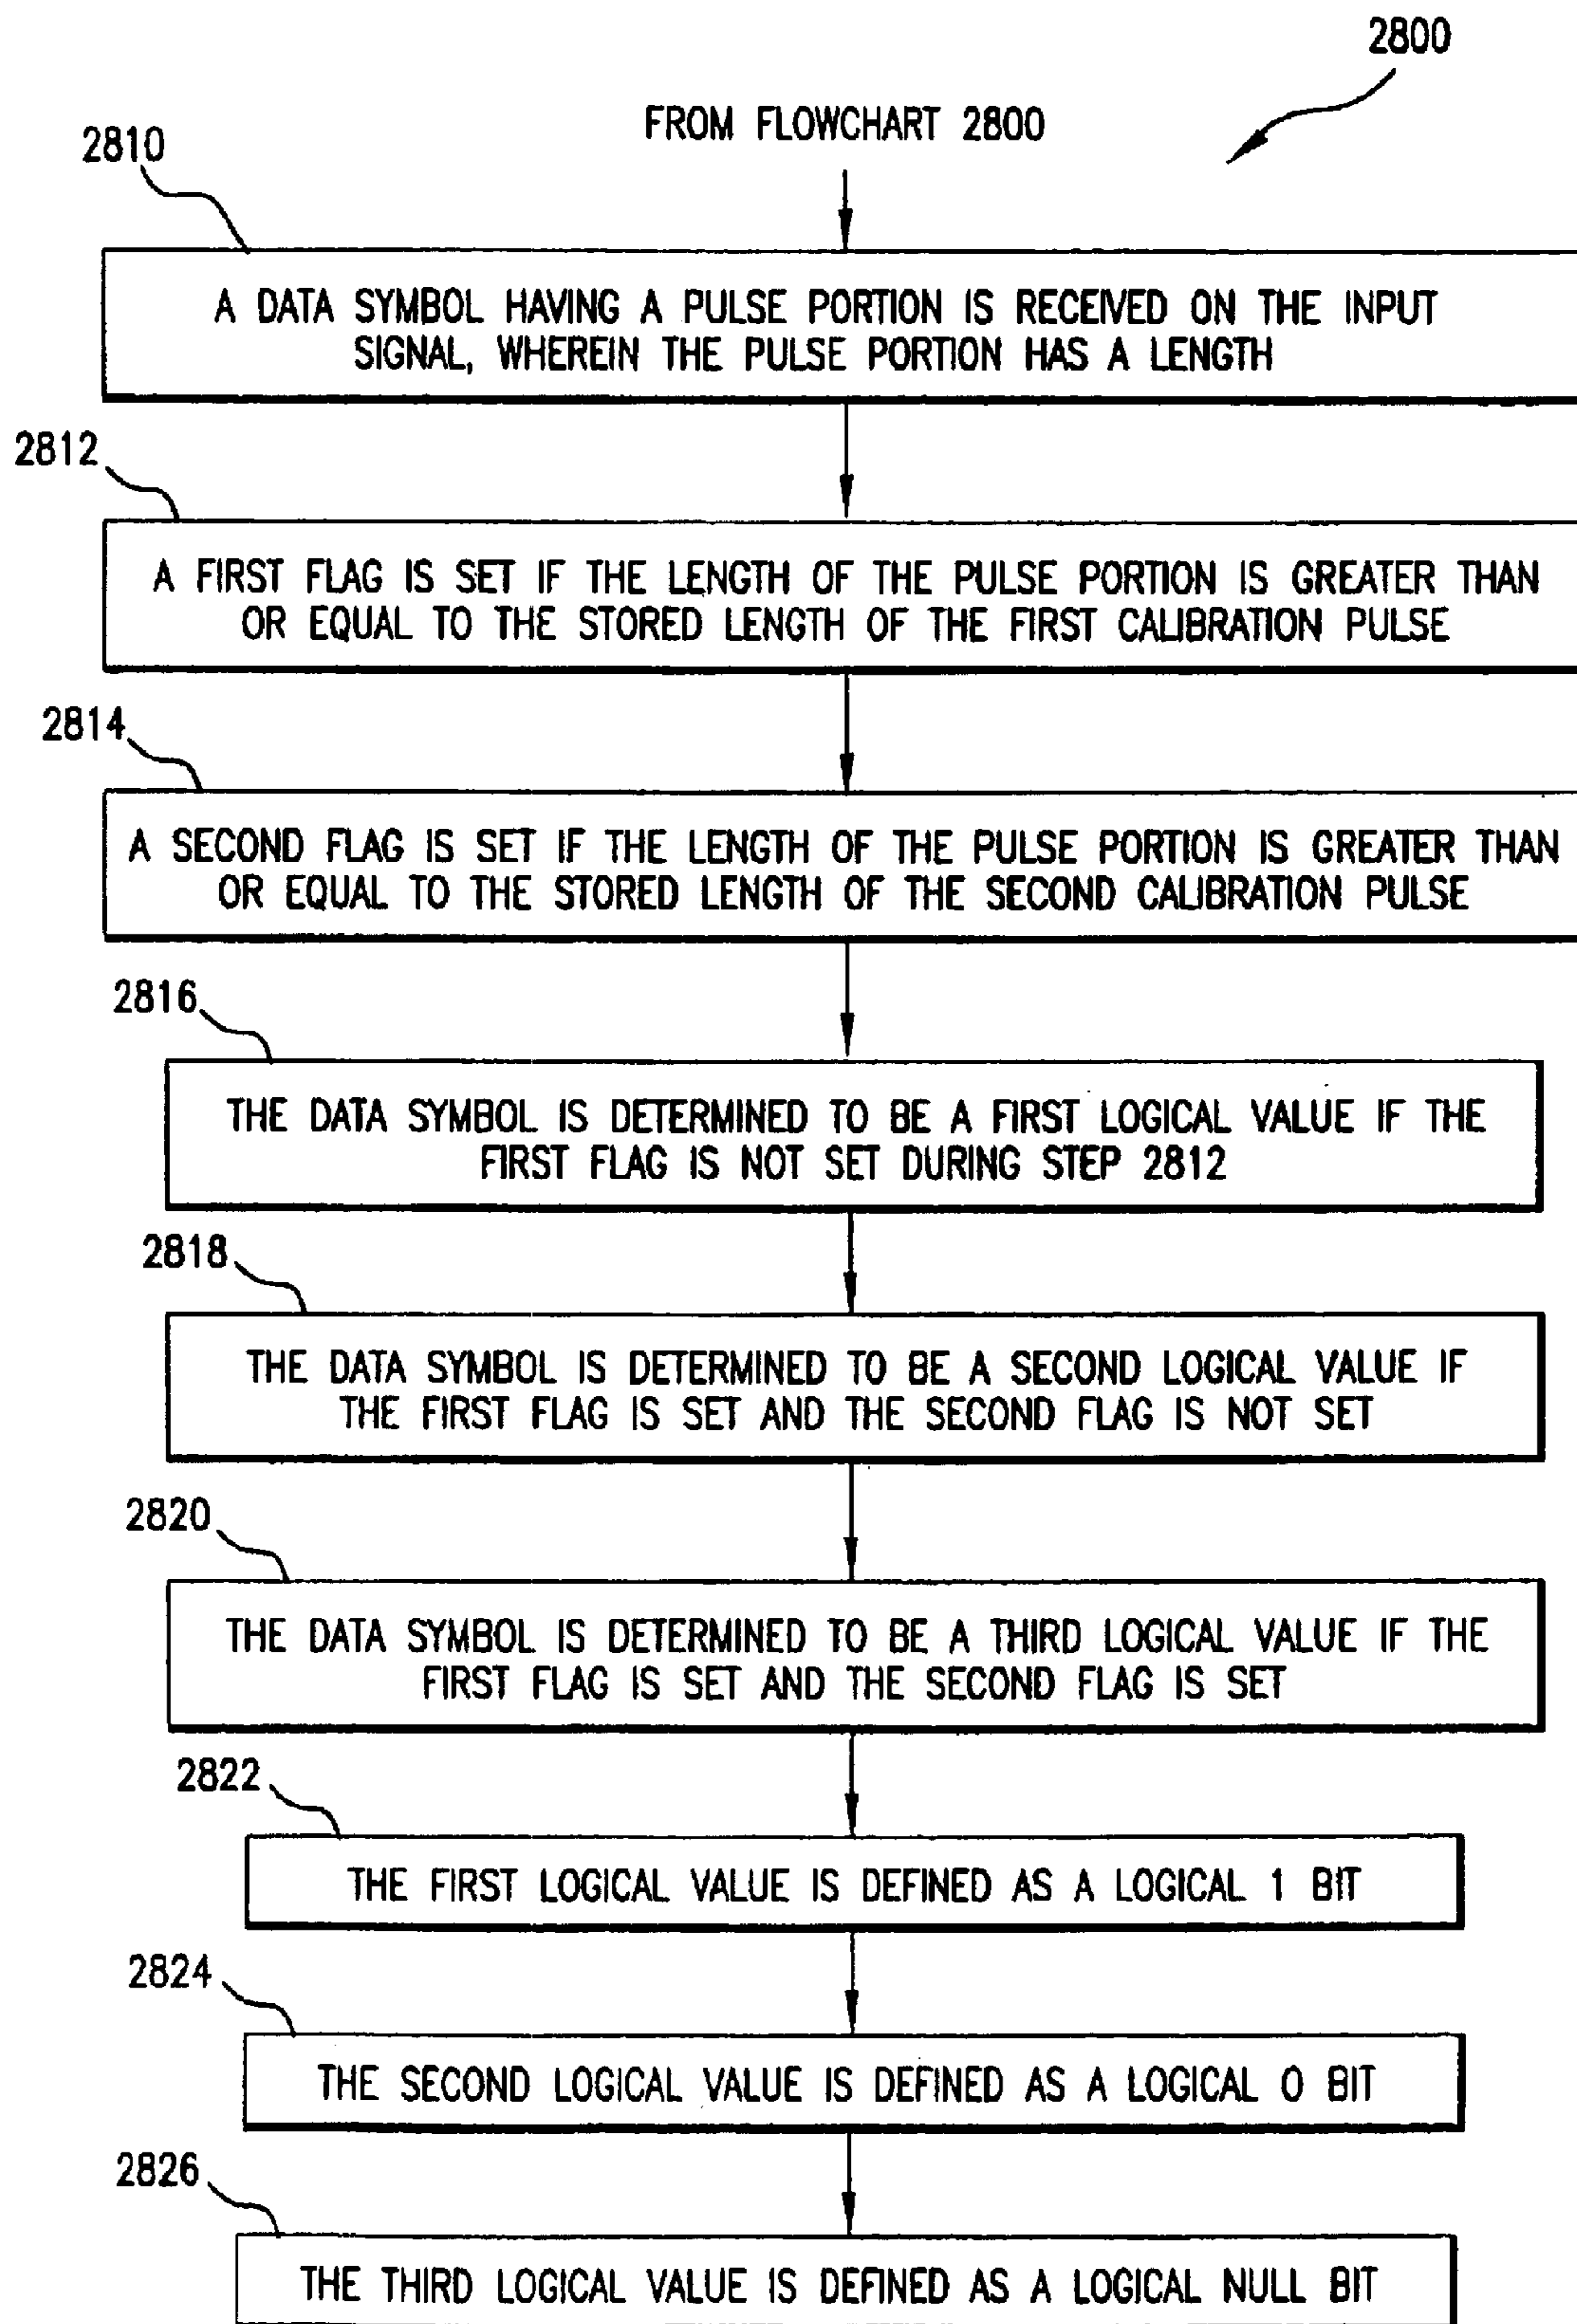 2800
FROM FLOWCHART 2800
2810
A DATA SYMBOL HAVING A PULSE PORTION IS RECEIVED ON THE INPUT
SIGNAL, WHEREIN THE PULSE PORTION HAS A LENGTH
2812
A FIRST FLAG IS SET IF THE LENGTH OF THE PULSE PORTION IS GREATER THAN
OR EQUAL TO THE STORED LENGTH OF THE FIRST CALIBRATION PULSE
2814
A SECOND FLAG IS SET IF THE LENGTH OF THE PULSE PORTION IS GREATER THAN
OR EQUAL TO THE STORED LENGTH OF THE SECOND CALIBRATION PULSE
2816
THE DATA SYMBOL IS DETERMINED TO BE A FIRST LOGICAL VALUE IF THE
FIRST FLAG IS NOT SET DURING STEP 2812
2818
THE DATA SYMBOL IS DETERMINED TO BE A SECOND LOGICAL VALUE IF
THE FIRST FLAG IS SET AND THE SECOND FLAG IS NOT SET
2820
THE DATA SYMBOL IS DETERMINED TO BE A THIRD LOGICAL VALUE IF THE
FIRST FLAG IS SET AND THE SECOND FLAG IS SET
2822
THE FIRST LOGICAL VALUE IS DEFINED AS A LOGICAL 1 BIT
2824
THE SECOND LOGICAL VALUE IS DEFINED AS A LOGICAL 0 BIT
2826
THE THIRD LOGICAL VALUE IS DEFINED AS A LOGICAL NULL BIT